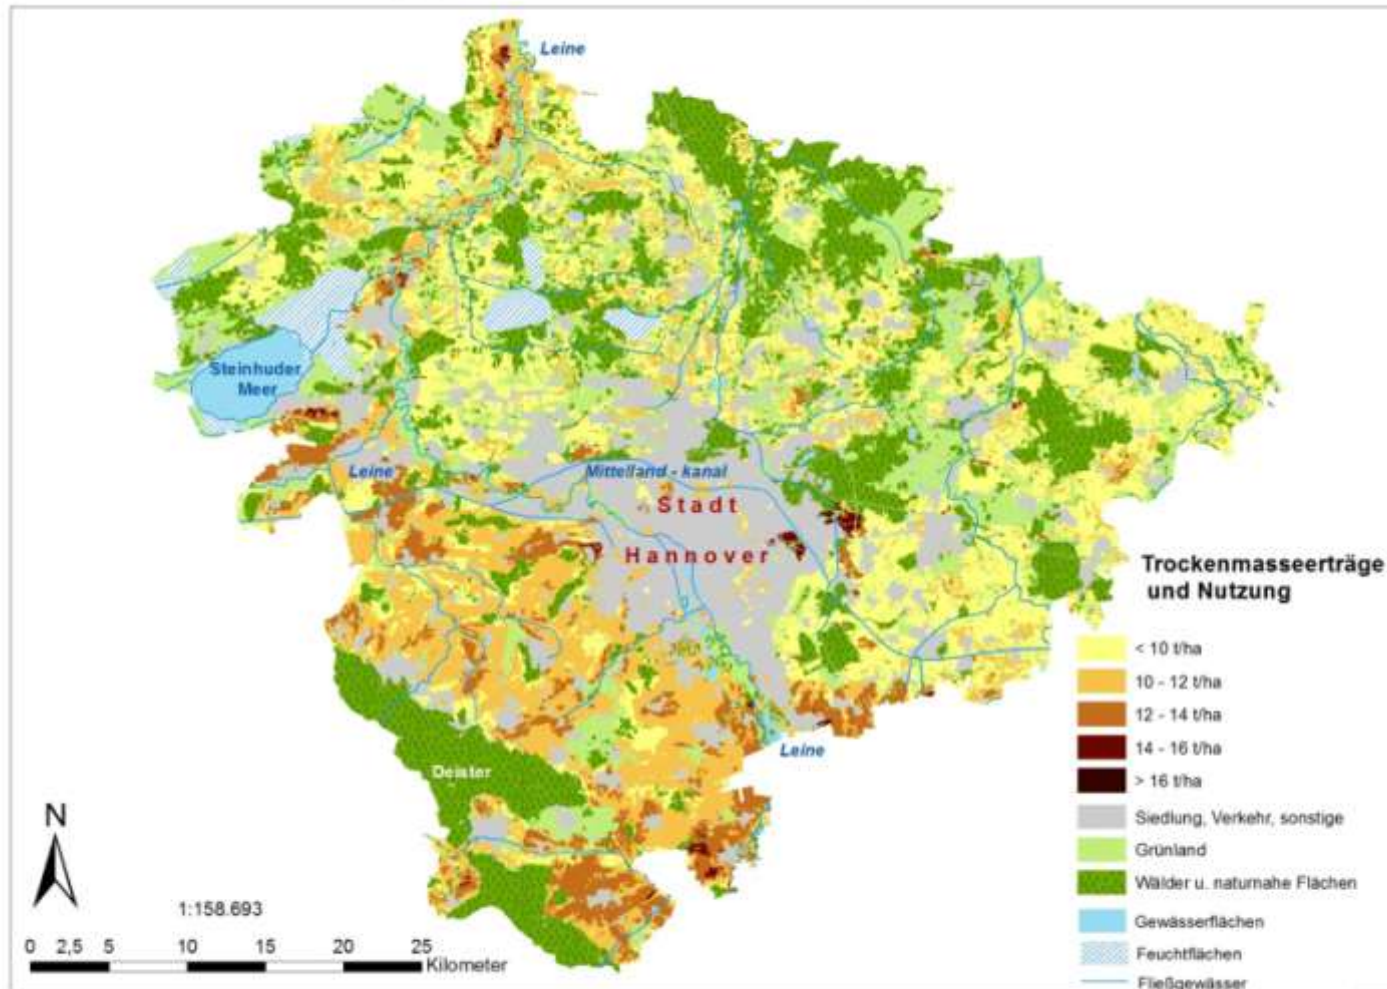 Leine
Steinhuder
Meer
Leine
Mittelland - kanal
Stadt
Hannover
Leine
Deister
Trockenmasseerträge
und Nutzung
< 10 t/ha
10 - 12 t/ha
12 - 14 t/ha
14 - 16 t/ha
> 16 t/ha
Siedlung, Verkehr, sonstige
Grünland
Wälder u. naturnahe Flächen
Gewässerflächen
Feuchtflächen
Fließgewässer
N
1:158.693
0 2,5 5 10 15 20 25
Kilometer